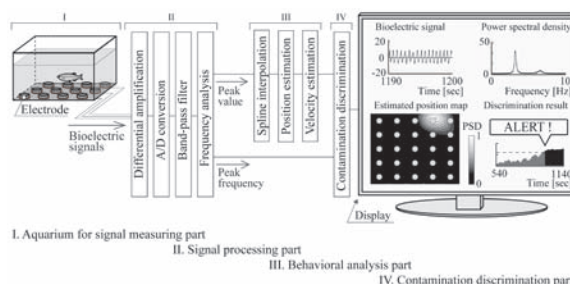 I
II
III
IV
Electrode
Bioelectric
signals
Differential amplification
A/D conversion
Band-pass filter
Frequency analysis
Peak
value
Peak
frequency
Spline interpolation
Position estimation
Velocity estimation
Contamination discrimination
Bioelectric signal
20
0
-20
1190
1200
Time [sec]
Power spectral density
50
0
10
Frequency [Hz]
Estimated position map
PSD
1
0
Discrimination result
ALERT !
540
1140
Time [sec]
Display
I. Aquarium for signal measuring part
II. Signal processing part
III. Behavioral analysis part
IV. Contamination discrimination part